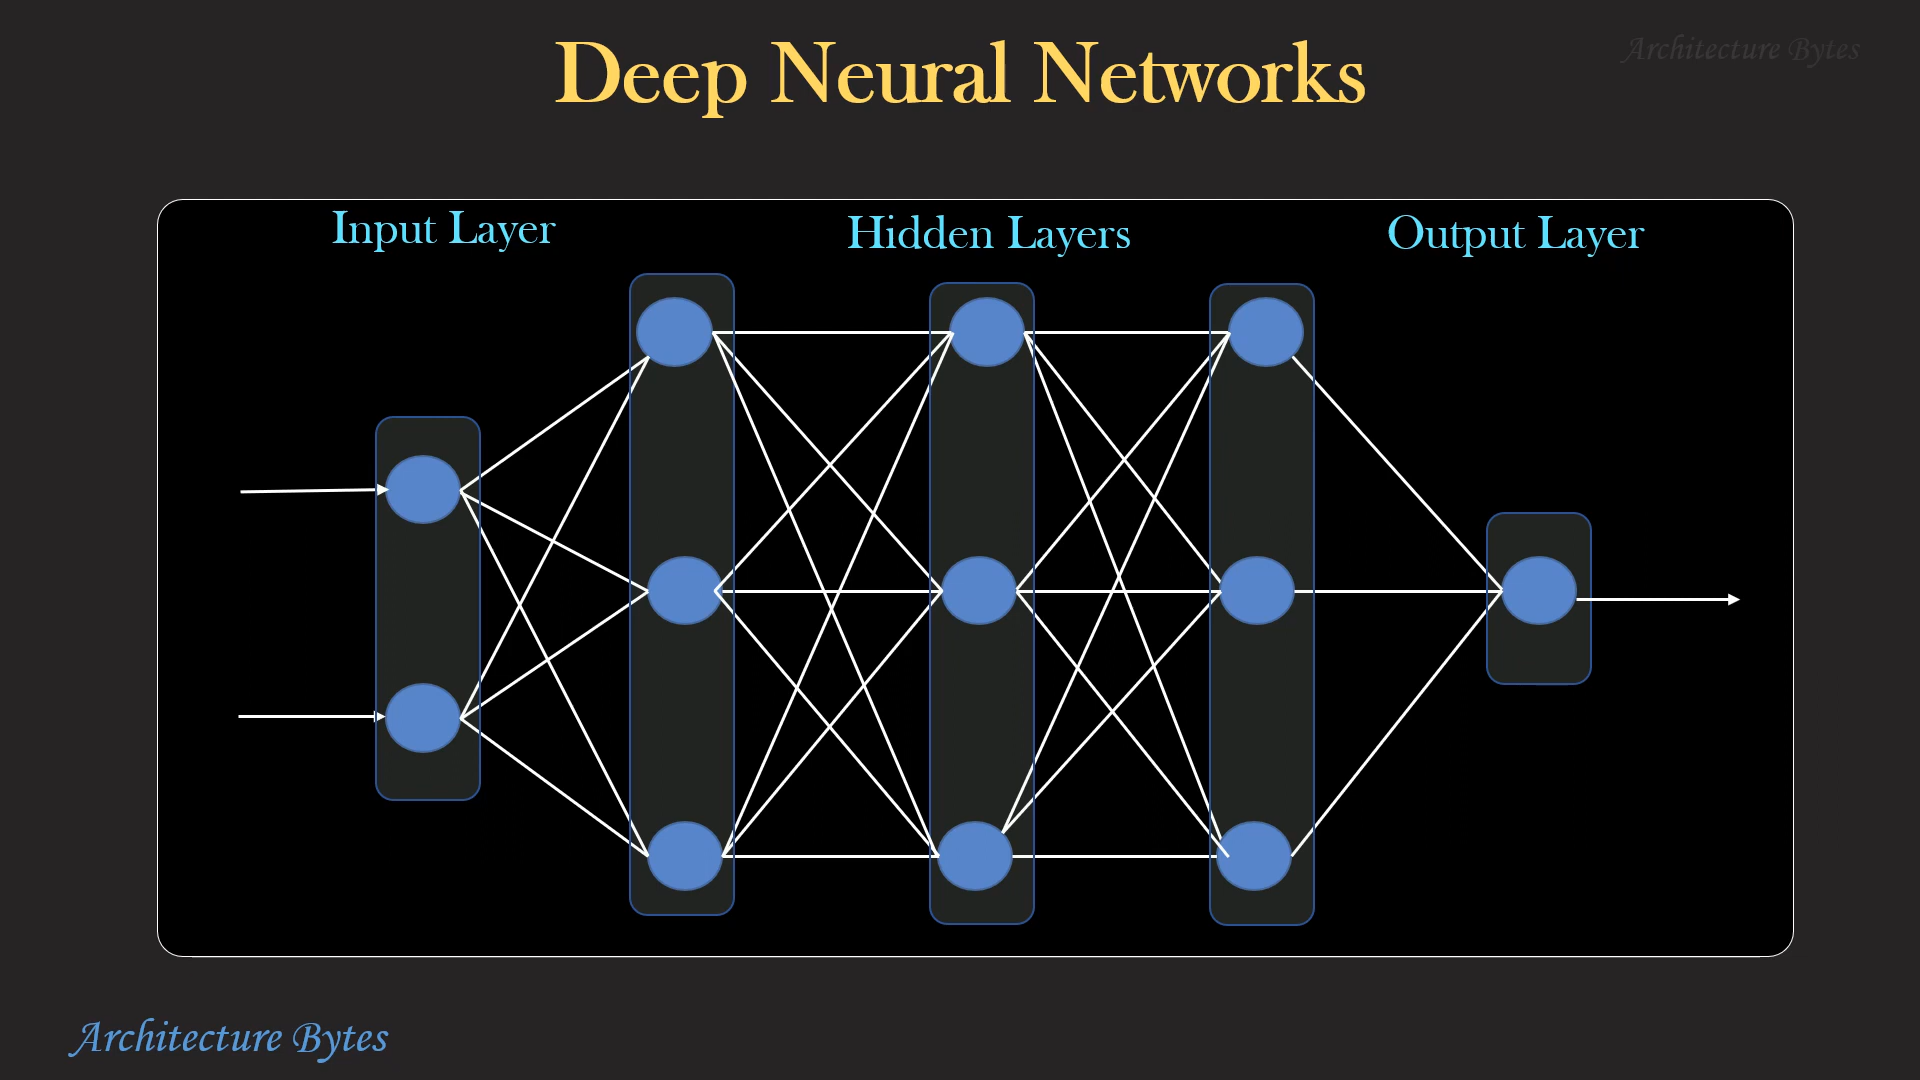 Deep Neural Networks
Architecture Bytes
Input Layer
Hidden Layers
Output Layer
Architecture Bytes